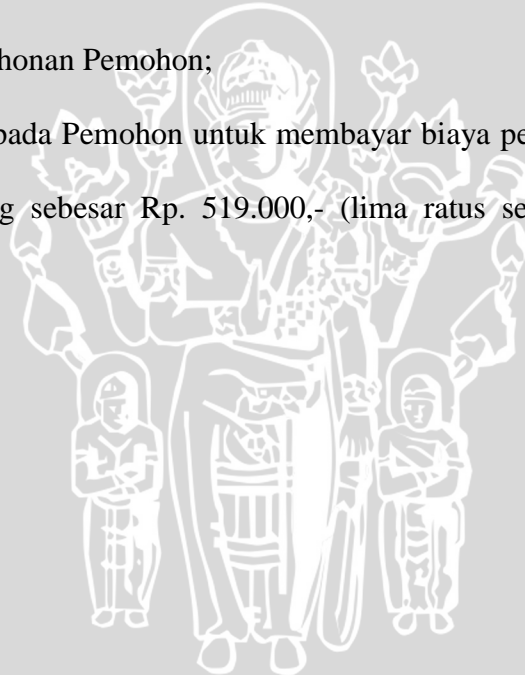 honan Pemohon;
pada Pemohon untuk membayar biaya pe
g sebesar Rp. 519.000,- (lima ratus se